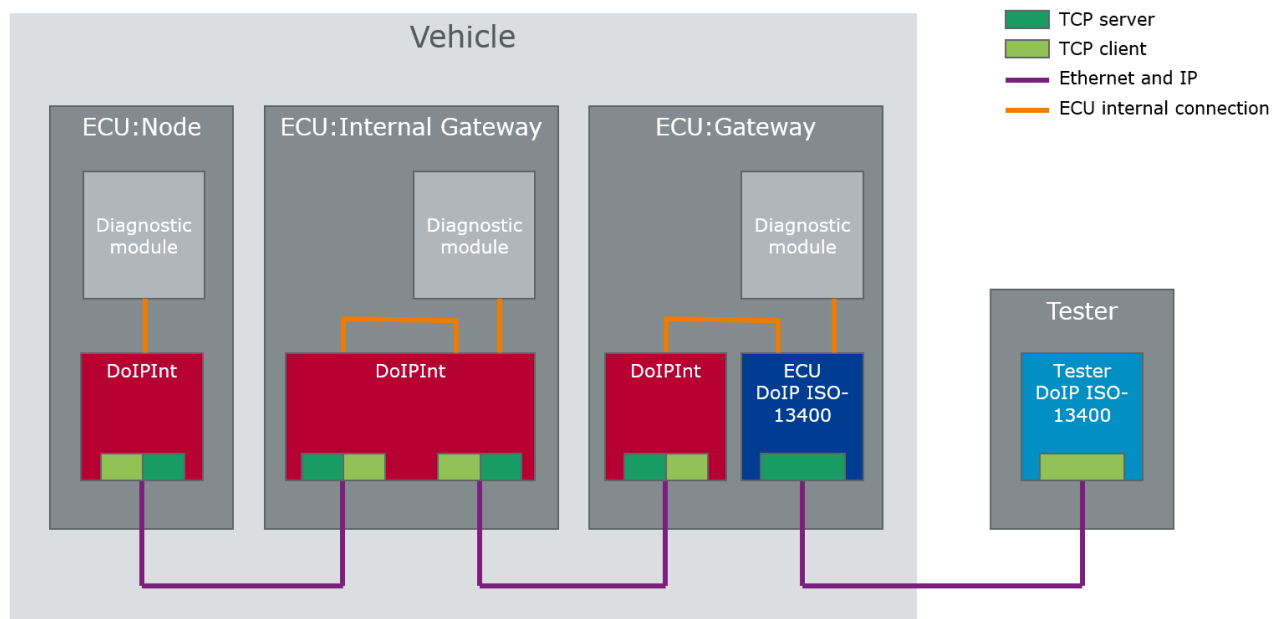 Vehicle
TCP server
TCP client
Ethernet and IP
ECU internal connection
ECU:Node
Diagnostic
module
DoIPInt
ECU:Internal Gateway
Diagnostic
module
DoIPInt
ECU:Gateway
Diagnostic
module
DoIPInt
ECU
DoIP ISO-
13400
Tester
Tester
DoIP ISO-
13400